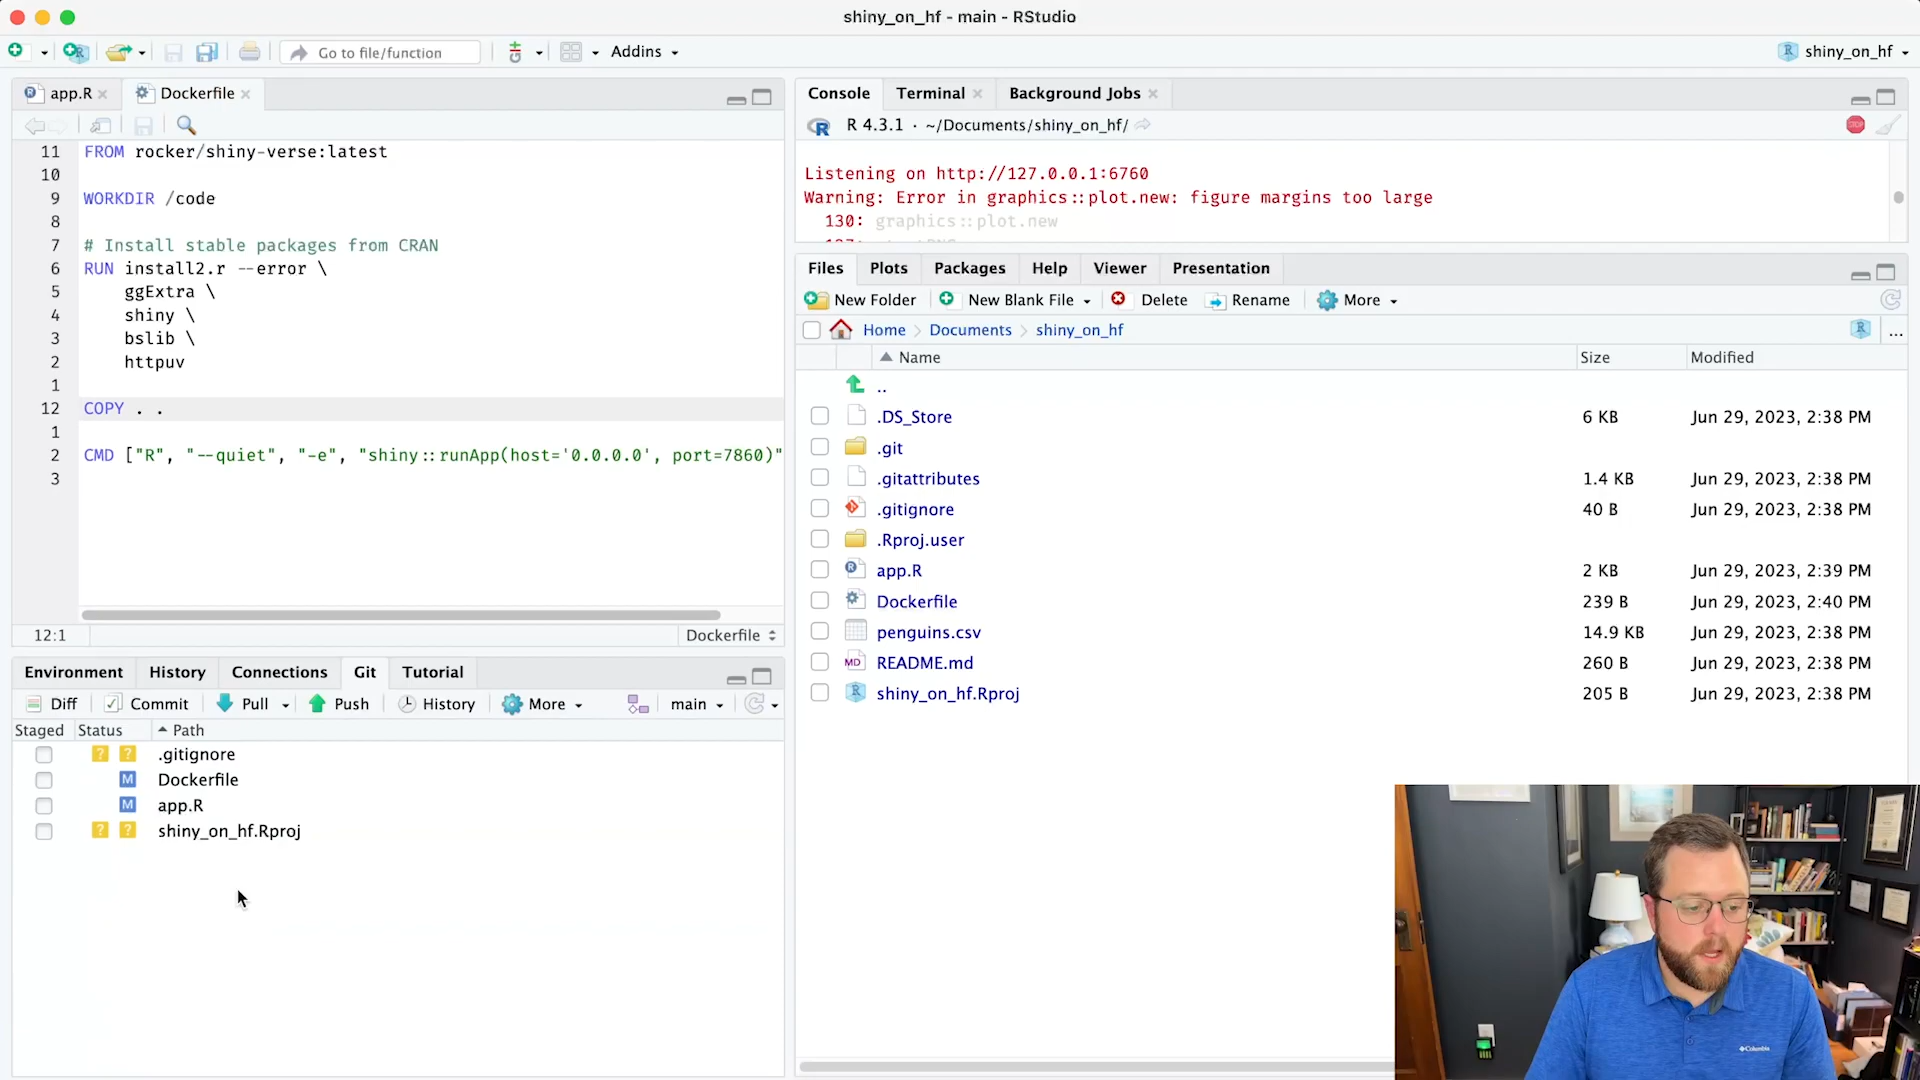 shiny_on_hf - main - RStudio
Go to file/function
Addins
shiny_on_hf
app.R
Dockerfile
11 FROM rocker/shiny-verse:latest
10
9 WORKDIR /code
8
7 # Install stable packages from CRAN
6 RUN install2.r --error \
5 ggExtra \
4 shiny \
3 bslib \
2 httpuv
1
12 COPY . .
1
2 CMD ["R", "--quiet", "-e", "shiny::runApp(host='0.0.0.0', port=7860)"
3
12:1
Dockerfile
Environment History Connections Git Tutorial
Diff Commit Pull Push History More main
Staged Status Path
? ? .gitignore
M Dockerfile
M app.R
? ? shiny_on_hf.Rproj
Console Terminal Background Jobs
R 4.3.1 · ~/Documents/shiny_on_hf/
STOP
Listening on http://127.0.0.1:6760
Warning: Error in graphics::plot.new: figure margins too large
130: graphics::plot.new
Files Plots Packages Help Viewer Presentation
New Folder New Blank File Delete Rename More
Home Documents shiny_on_hf
...
Name Size Modified
..
.DS_Store 6 KB Jun 29, 2023, 2:38 PM
.git
.gitattributes 1.4 KB Jun 29, 2023, 2:38 PM
.gitignore 40 B Jun 29, 2023, 2:38 PM
.Rproj.user
app.R 2 KB Jun 29, 2023, 2:39 PM
Dockerfile 239 B Jun 29, 2023, 2:40 PM
penguins.csv 14.9 KB Jun 29, 2023, 2:38 PM
MD README.md 260 B Jun 29, 2023, 2:38 PM
shiny_on_hf.Rproj 205 B Jun 29, 2023, 2:38 PM
Columbia